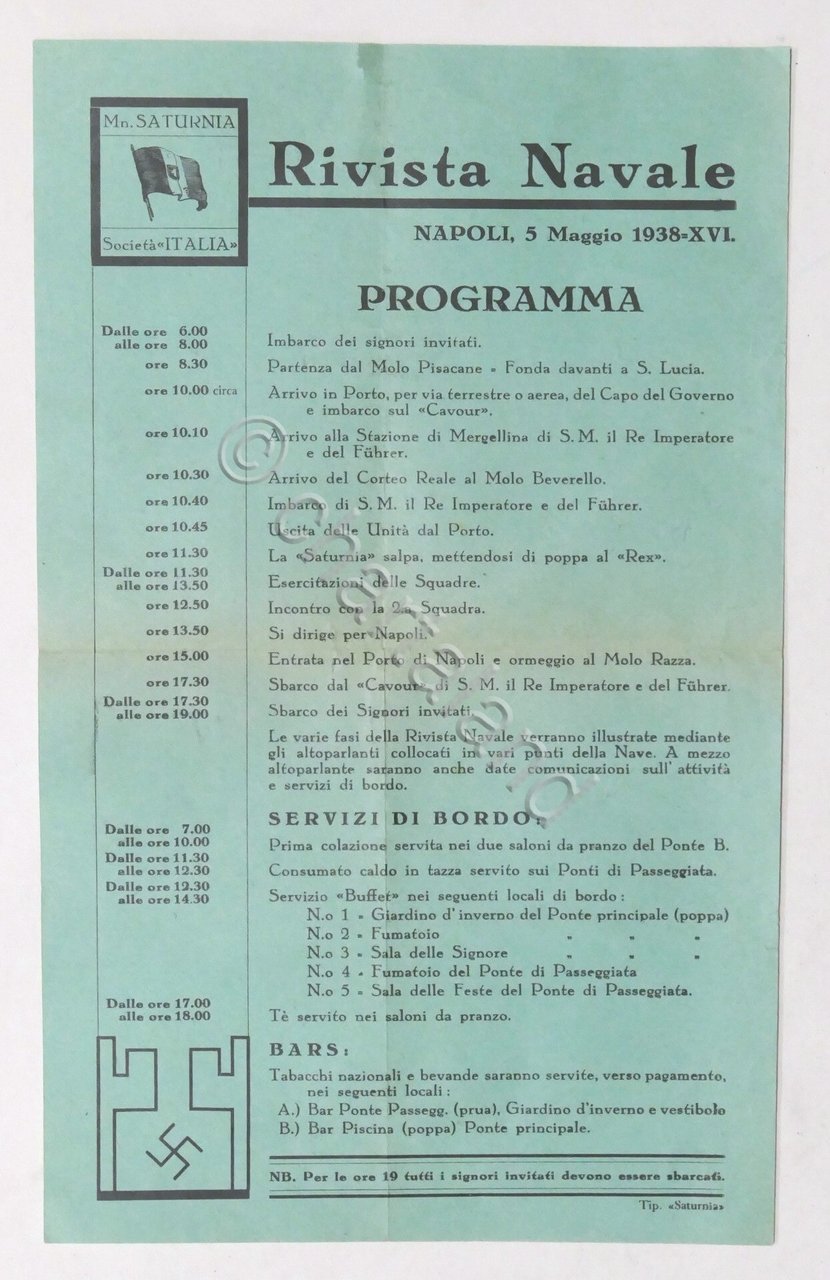 Mn. SATURNIA
Società «ITALIA»
Rivista Navale
NAPOLI, 5 Maggio 1938=XVI.
PROGRAMMA
Dalle ore 6.00
alle ore 8.00 Imbarco dei signori invitati.
ore 8.30 Partenza dal Molo Pisacane = Fonda davanti a S. Lucia.
ore 10.00 circa Arrivo in Porto, per via terrestre o aerea, del Capo del Governo
e imbarco sul «Cavour».
ore 10.10 Arrivo alla Stazione di Mergellina di S. M. il Re Imperatore
e del Führer.
ore 10.30 Arrivo del Corteo Reale al Molo Beverello.
ore 10.40 Imbarco di S. M. il Re Imperatore e del Führer.
ore 10.45 Uscita delle Unità dal Porto.
ore 11.30 La «Saturnia» salpa, mettendosi di poppa al «Rex».
Dalle ore 11.30
alle ore 13.50 Esercitazioni delle Squadre.
ore 12.50 Incontro con la 2.a Squadra.
ore 13.50 Si dirige per Napoli.
ore 15.00 Entrata nel Porto di Napoli e ormeggio al Molo Razza.
ore 17.30 Sbarco dal «Cavour» di S. M. il Re Imperatore e del Führer.
Dalle ore 17.30
alle ore 19.00 Sbarco dei Signori invitati.
Le varie fasi della Rivista Navale verranno illustrate mediante
gli altoparlanti collocati in vari punti della Nave. A mezzo
altoparlante saranno anche date comunicazioni sull' attività
e servizi di bordo.
SERVIZI DI BORDO:
Dalle ore 7.00
alle ore 10.00 Prima colazione servita nei due saloni da pranzo del Ponte B.
Dalle ore 11.30
alle ore 12.30 Consumato caldo in tazza servito sui Ponti di Passeggiata.
Dalle ore 12.30
alle ore 14.30 Servizio «Buffet» nei seguenti locali di bordo :
N.o 1 = Giardino d' inverno del Ponte principale (poppa)
N.o 2 = Fumatoio " " "
N.o 3 = Sala delle Signore " " "
N.o 4 - Fumatoio del Ponte di Passeggiata
N.o 5 = Sala delle Feste del Ponte di Passeggiata.
Dalle ore 17.00
alle ore 18.00 Tè servito nei saloni da pranzo.
BARS:
Tabacchi nazionali e bevande saranno servite, verso pagamento,
nei seguenti locali :
A.) Bar Ponte Passegg. (prua), Giardino d'inverno e vestibolo
B.) Bar Piscina (poppa) Ponte principale.
NB. Per le ore 19 tutti i signori invitati devono essere sbarcati.
Tip. «Saturnia»